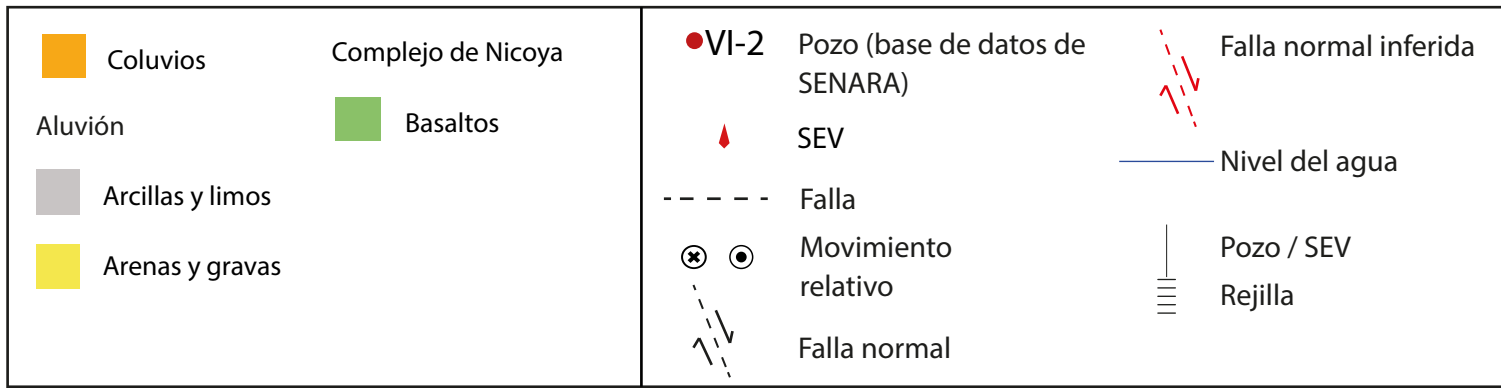 Coluvios
Aluvión
Arcillas y limos
Arenas y gravas
Complejo de Nicoya
Basaltos
VI-2
Pozo (base de datos de
SENARA)
SEV
Falla
Movimiento
relativo
Falla normal
Falla normal inferida
Nivel del agua
Pozo / SEV
Rejilla